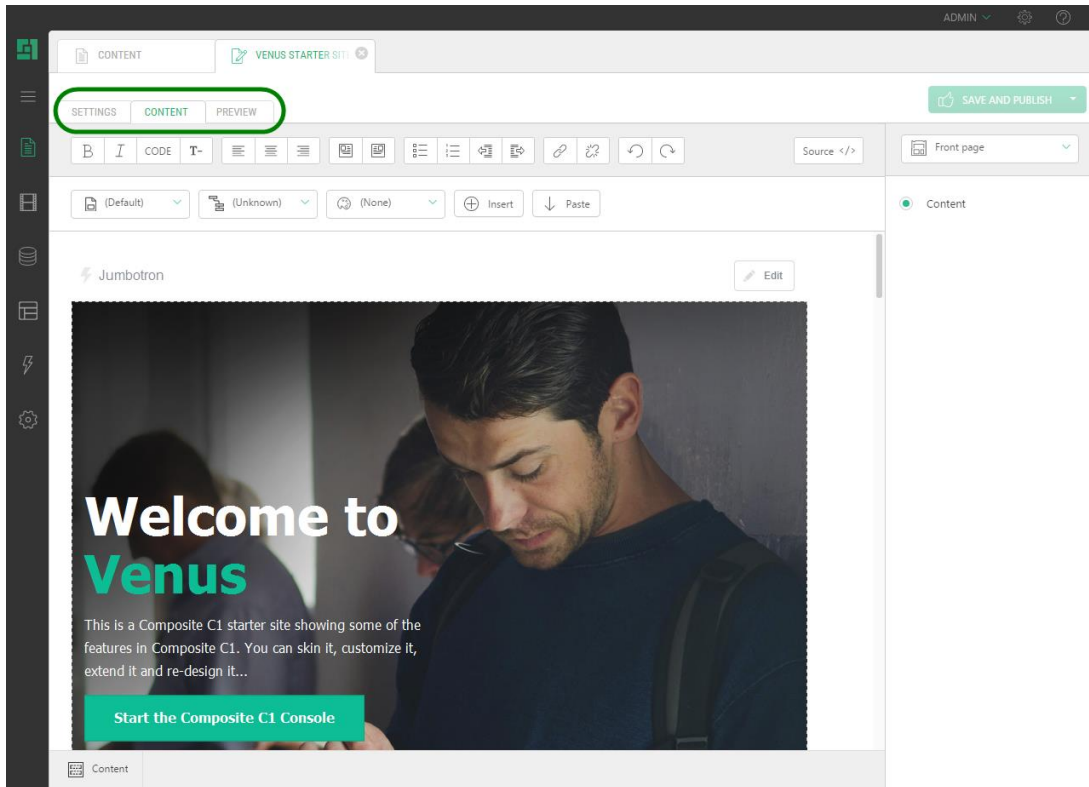 ADMIN
CONTENT
VENUS STARTER SITE
SETTINGS
CONTENT
PREVIEW
SAVE AND PUBLISH
B
I
CODE
T-
Source </>
Front page
(Default)
(Unknown)
(None)
Insert
Paste
Content
Jumbotron
Edit
Welcome to
Venus
This is a Composite C1 starter site showing some of the
features in Composite C1. You can skin it, customize it,
extend it and re-design it...
Start the Composite C1 Console
Content